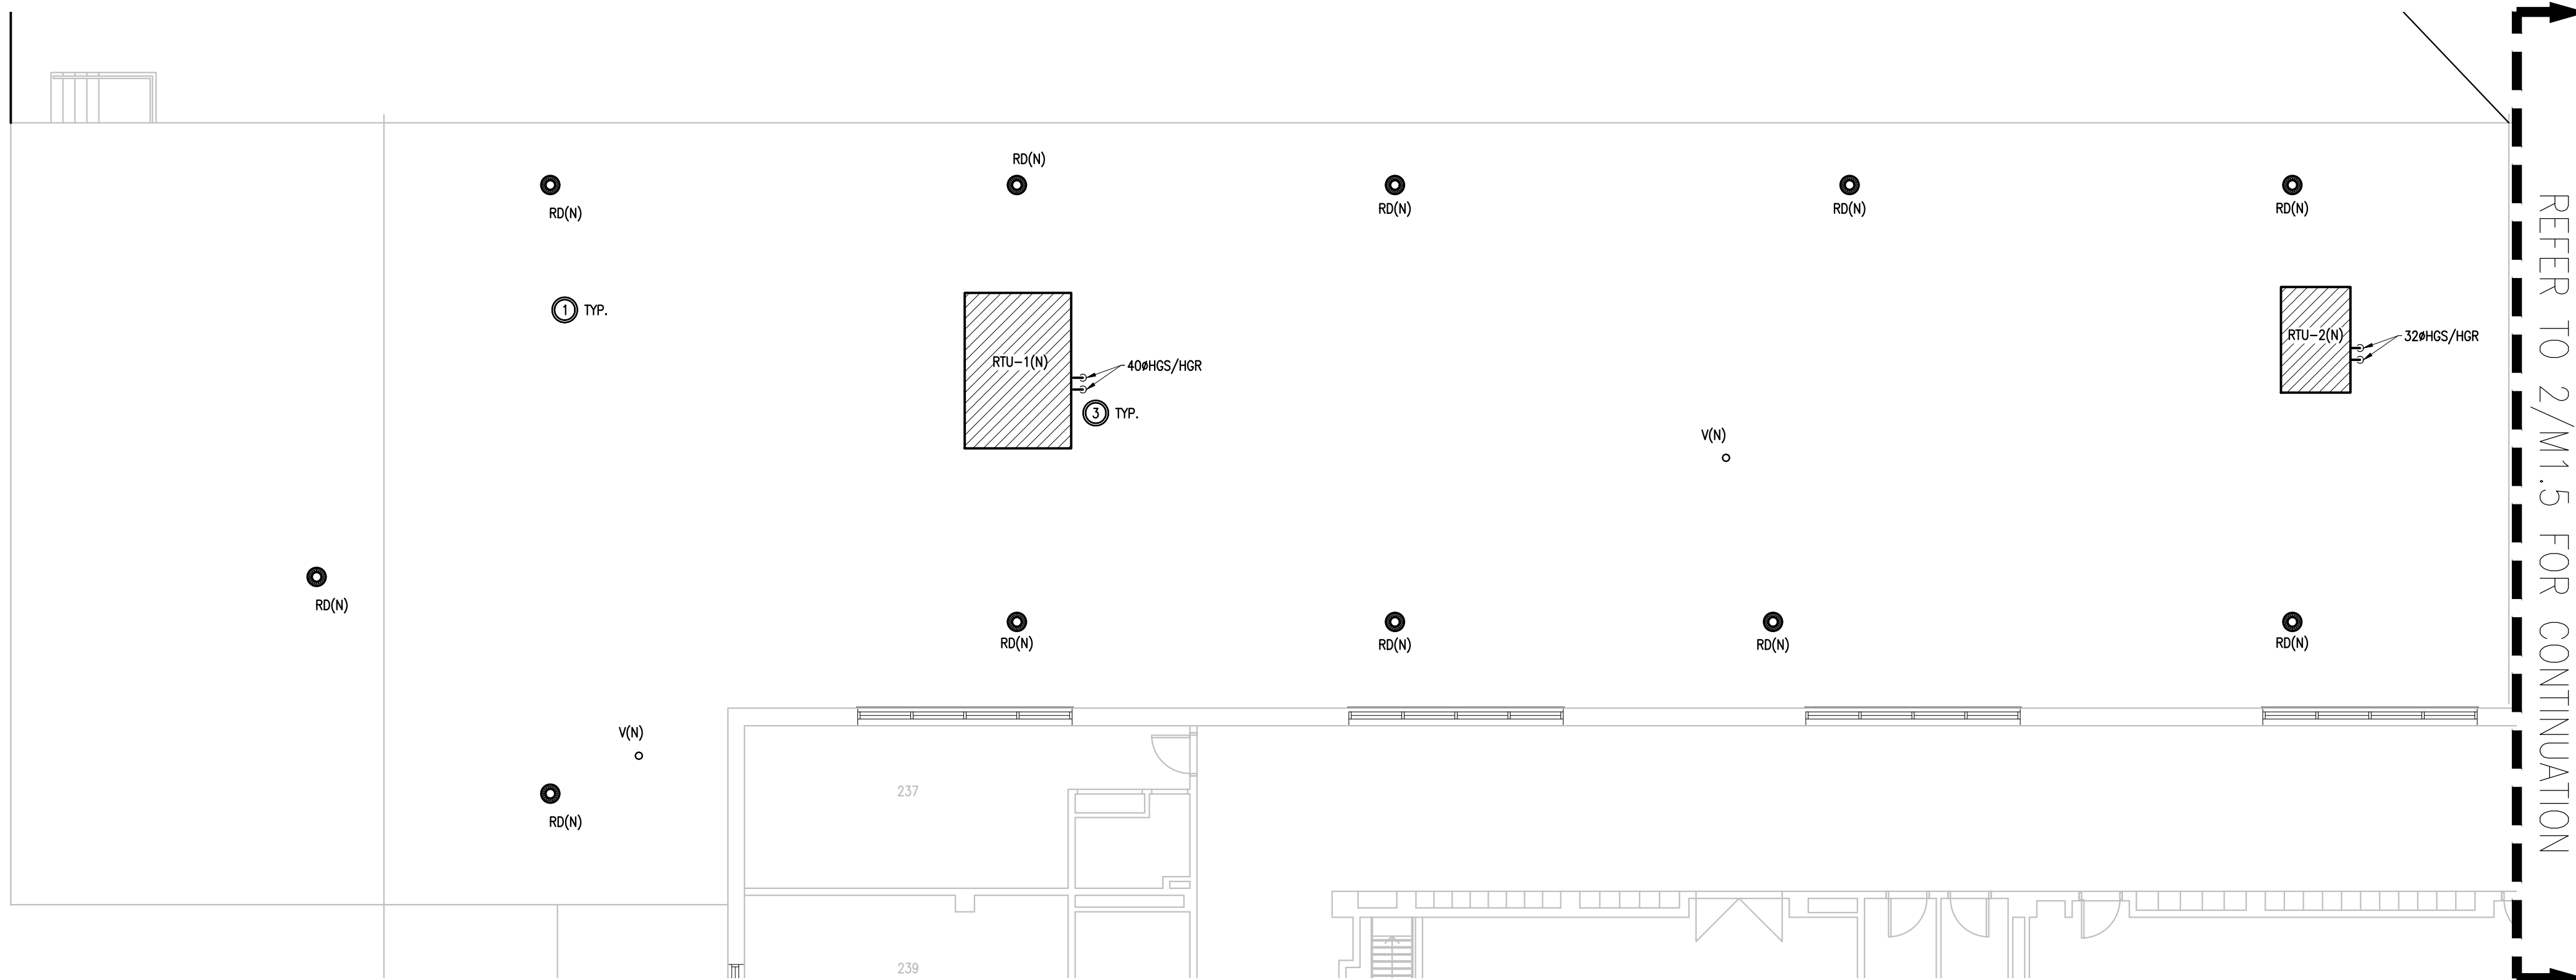 RD(N)
RD(N)
RD(N)
RD(N)
RD(N)
1 TYP.
RTU-1(N)
40øHGS/HGR
3 TYP.
RTU-2(N)
32øHGS/HGR
V(N)
RD(N)
RD(N)
RD(N)
RD(N)
RD(N)
V(N)
RD(N)
237
239
REFER TO 2/M1.5 FOR CONTINUATION